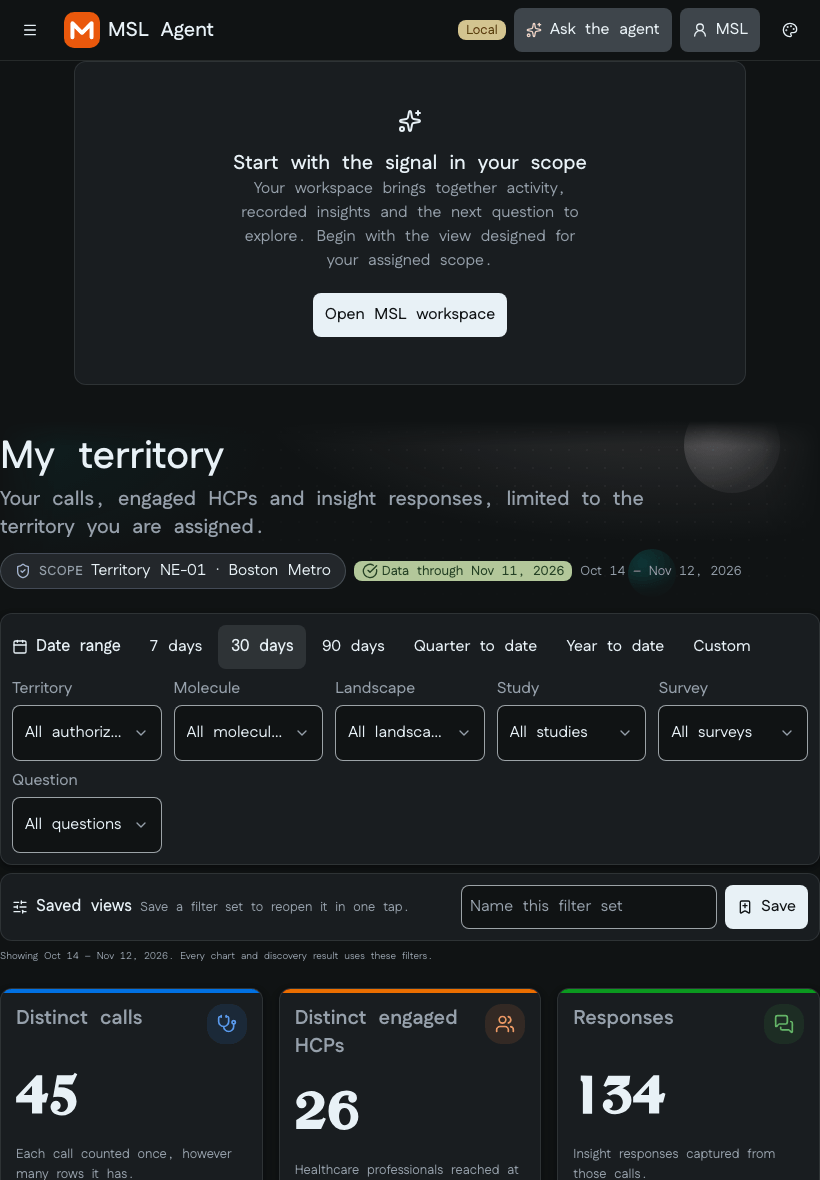 MSL Agent
Local
Ask the agent
MSL
Start with the signal in your scope
Your workspace brings together activity,
recorded insights and the next question to
explore. Begin with the view designed for
your assigned scope.
Open MSL workspace
My territory
Your calls, engaged HCPs and insight responses, limited to the
territory you are assigned.
SCOPE Territory NE-01 · Boston Metro
Data through Nov 11, 2026
Oct 14 – Nov 12, 2026
Date range
7 days
30 days
90 days
Quarter to date
Year to date
Custom
Territory
Molecule
Landscape
Study
Survey
All authoriz...
All molecul...
All landsca...
All studies
All surveys
Question
All questions
Saved views
Save a filter set to reopen it in one tap.
Name this filter set
Save
Showing Oct 14 – Nov 12, 2026. Every chart and discovery result uses these filters.
Distinct calls
45
Each call counted once, however
many rows it has.
Distinct engaged
HCPs
26
Healthcare professionals reached at
Responses
134
Insight responses captured from
those calls.